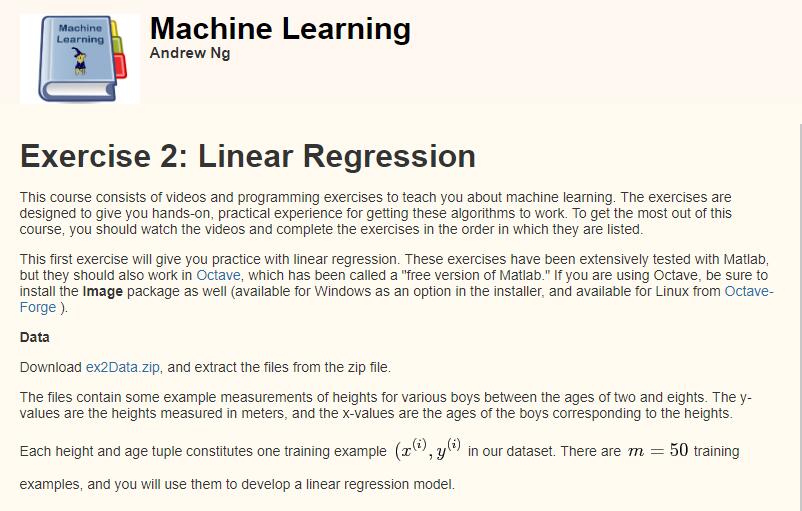 Machine
Learning
Machine Learning
Andrew Ng
Exercise 2: Linear Regression
This course consists of videos and programming exercises to teach you about machine learning. The exercises are
designed to give you hands-on, practical experience for getting these algorithms to work. To get the most out of this
course, you should watch the videos and complete the exercises in the order in which they are listed.
This first exercise will give you practice with linear regression. These exercises have been extensively tested with Matlab,
but they should also work in Octave, which has been called a "free version of Matlab." If you are using Octave, be sure to
install the Image package as well (available for Windows as an option in the installer, and available for Linux from Octave-
Forge ).
Data
Download ex2Data.zip, and extract the files from the zip file.
The files contain some example measurements of heights for various boys between the ages of two and eights. The y-
values are the heights measured in meters, and the x-values are the ages of the boys corresponding to the heights.
Each height and age tuple constitutes one training example (x^(i), y^(i) in our dataset. There are m = 50 training
examples, and you will use them to develop a linear regression model.